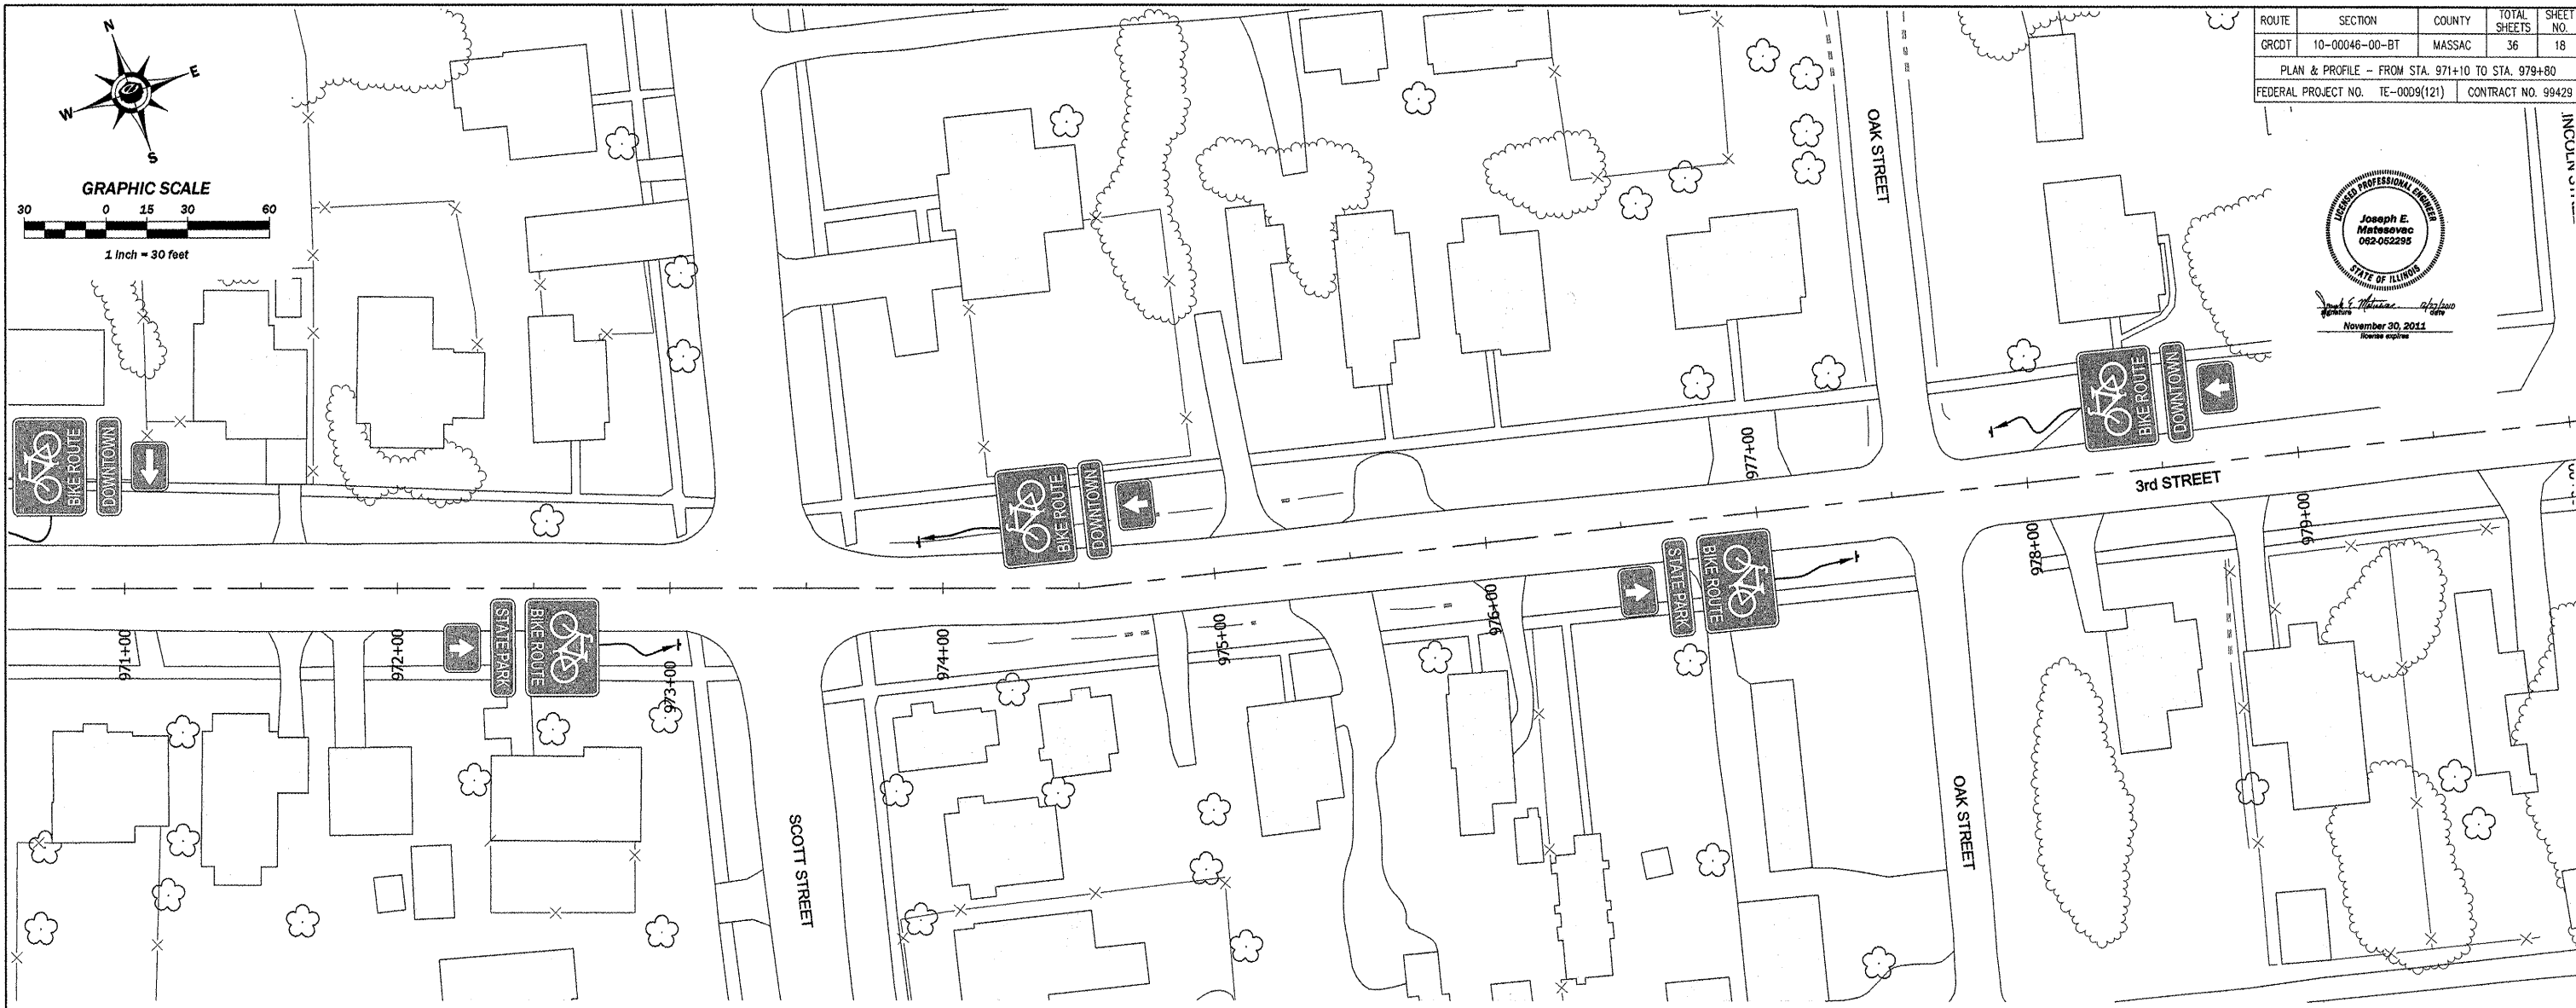 ROUTE SECTION COUNTY TOTAL SHEETS SHEET NO.
GRCDT 10-00046-00-BT MASSAC 36 18
PLAN & PROFILE - FROM STA. 971+10 TO STA. 979+80
FEDERAL PROJECT NO. TE-00D9(121) CONTRACT NO. 99429
N
E
W
S
GRAPHIC SCALE
30 0 15 30 60
1 inch = 30 feet
OAK STREET
LICENSED PROFESSIONAL ENGINEER
Joseph E.
Matesevac
062-052295
STATE OF ILLINOIS
signature
date
November 30, 2011
license expires
BIKE ROUTE
DOWNTOWN
BIKE ROUTE
DOWNTOWN
BIKE ROUTE
DOWNTOWN
977+00
3rd STREET
979+00
978+00
STATE PARK
BIKE ROUTE
976+00
975+00
974+00
973+00
STATE PARK
BIKE ROUTE
972+00
971+00
SCOTT STREET
OAK STREET